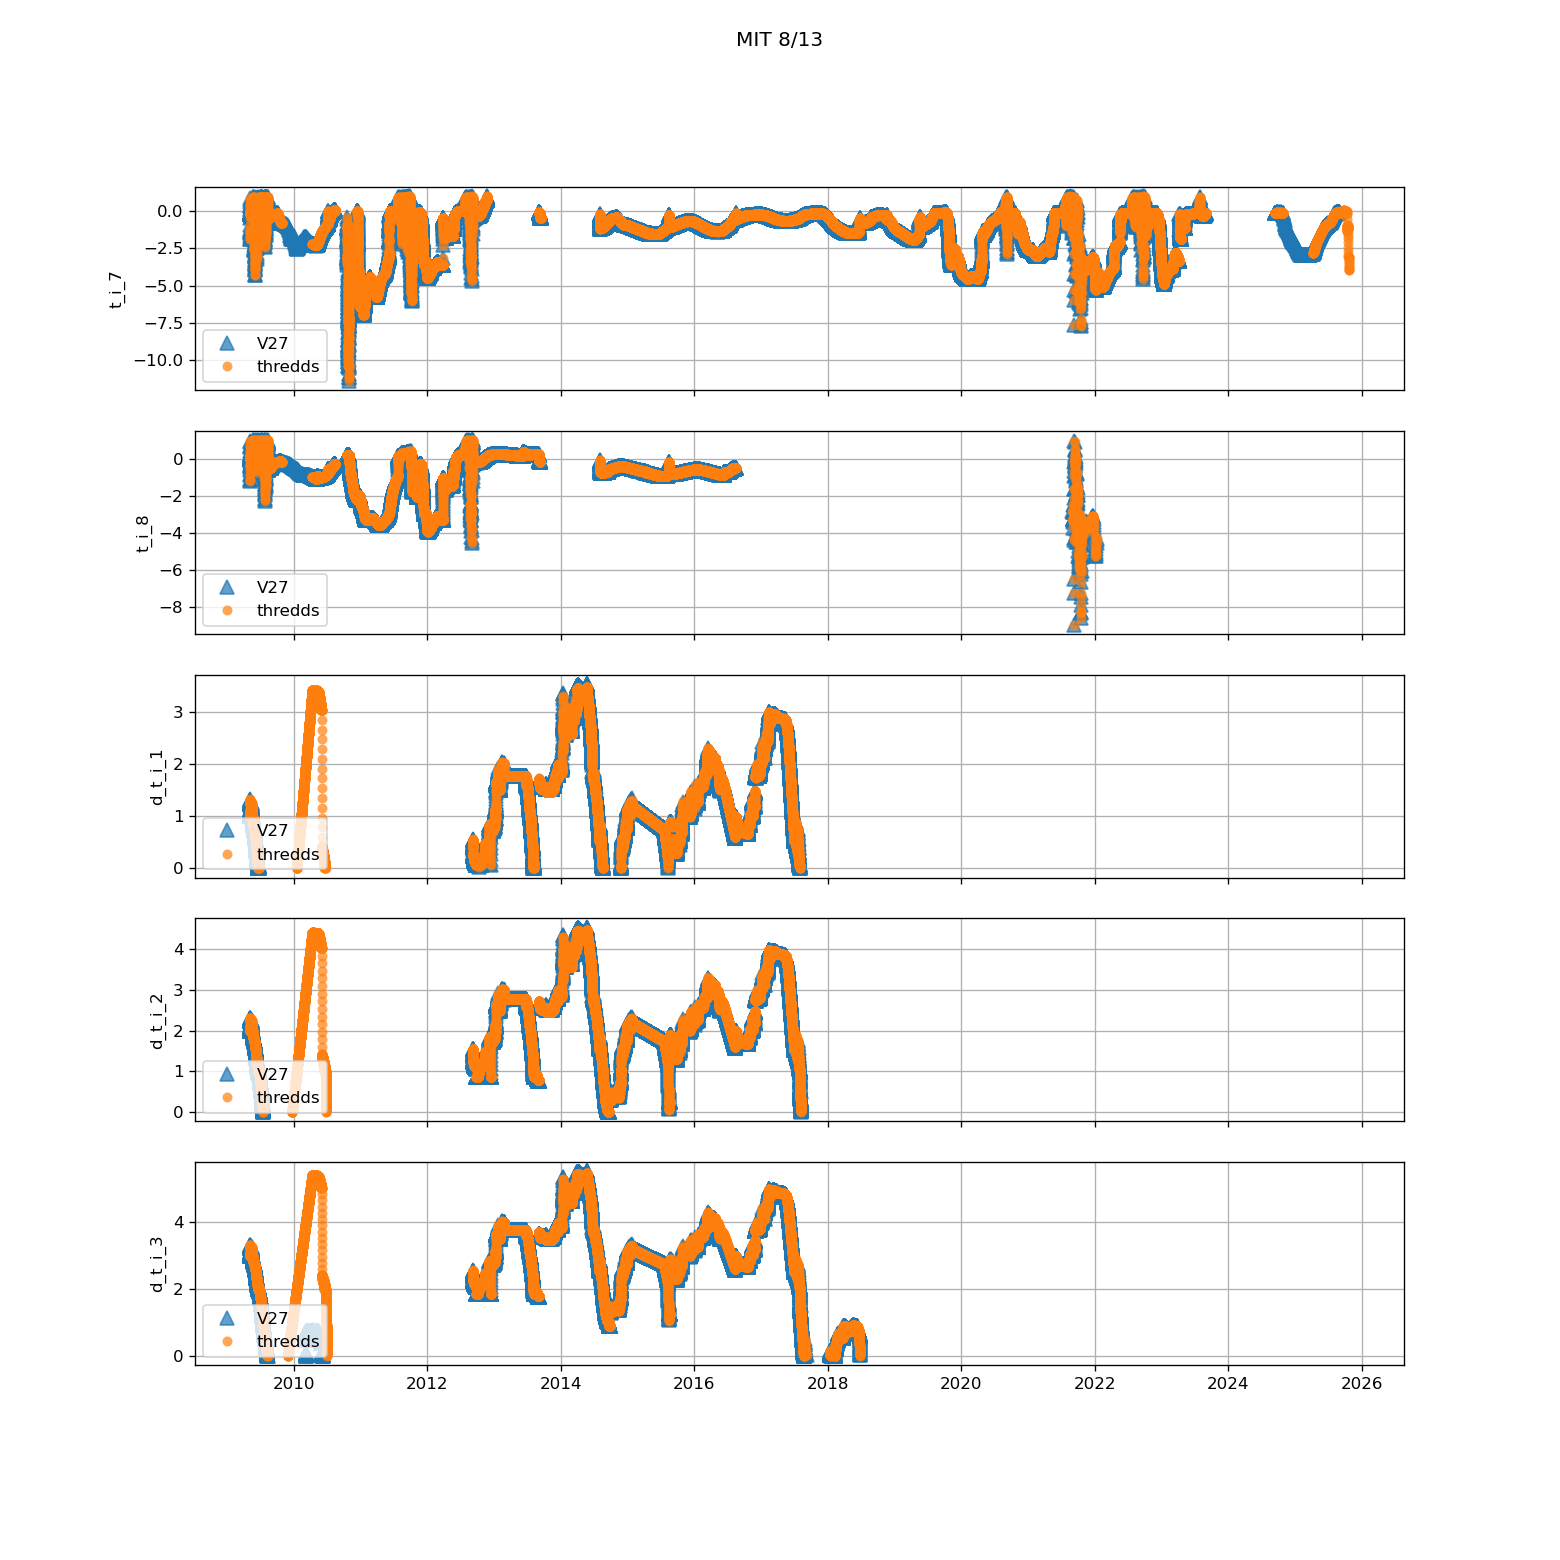 MIT 8/13
t_i_7
0.0
−2.5
−5.0
−7.5
−10.0
V27
thredds
t_i_8
0
−2
−4
−6
−8
V27
thredds
d_t_i_1
3
2
1
0
V27
thredds
d_t_i_2
4
3
2
1
0
V27
thredds
d_t_i_3
4
2
0
V27
thredds
2010 2012 2014 2016 2018 2020 2022 2024 2026